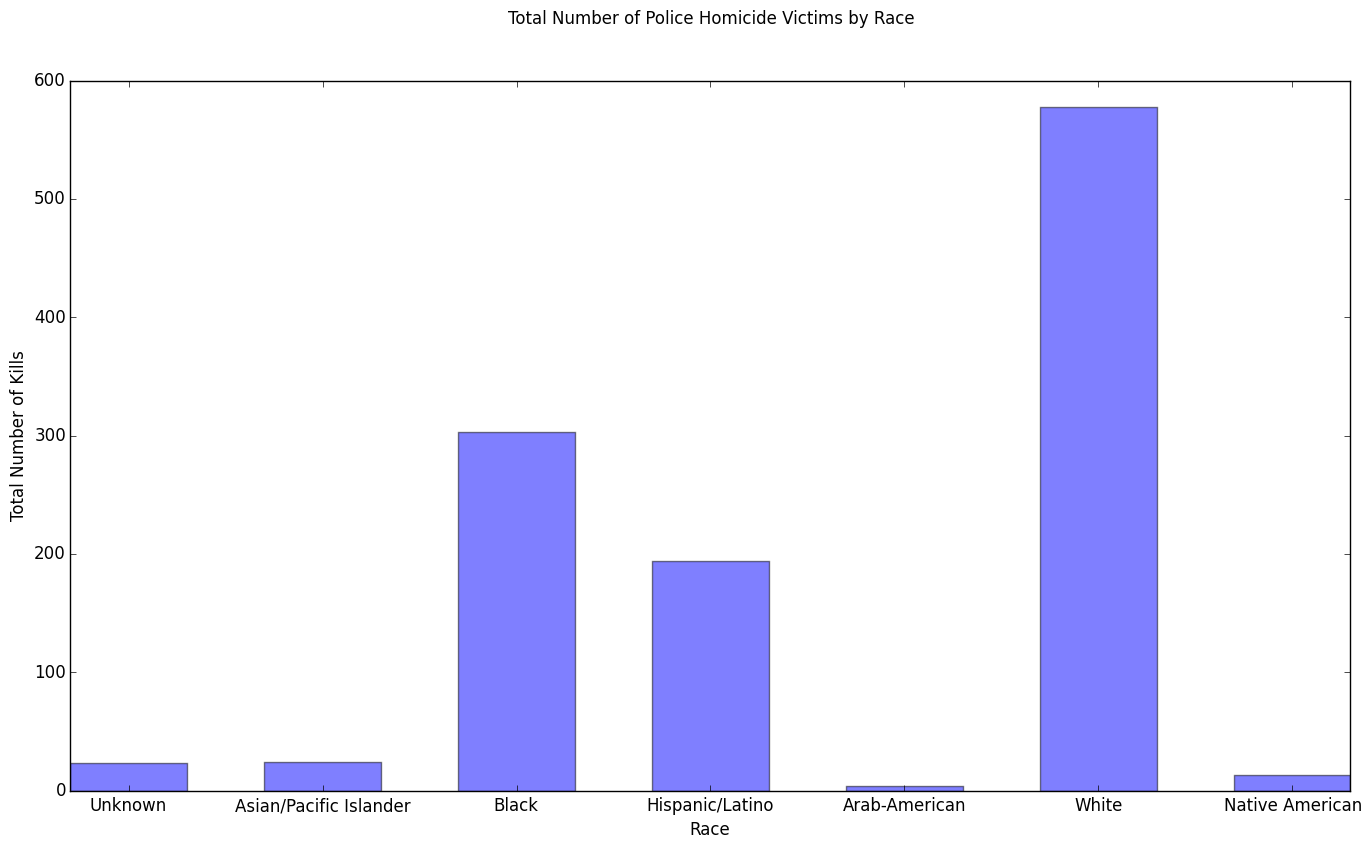 Total Number of Police Homicide Victims by Race
600
500
400
300
200
100
0
Total Number of Kills
Unknown
Asian/Pacific Islander
Black
Hispanic/Latino
Arab-American
White
Native American
Race